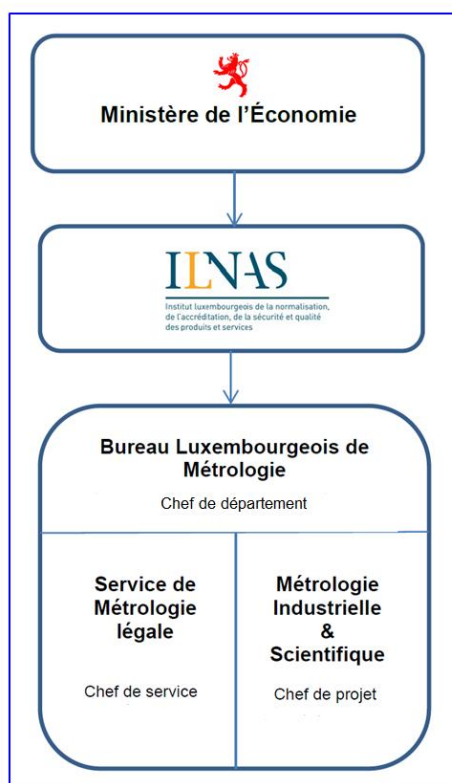 Ministère de l'Économie
ILNAS
Institut luxembourgeois de la normalisation,
de l'accréditation, de la sécurité et qualité
des produits et services
Bureau Luxembourgeois de
Métrologie
Chef de département
Service de
Métrologie
légale
Chef de service
Métrologie
Industrielle
&
Scientifique
Chef de projet